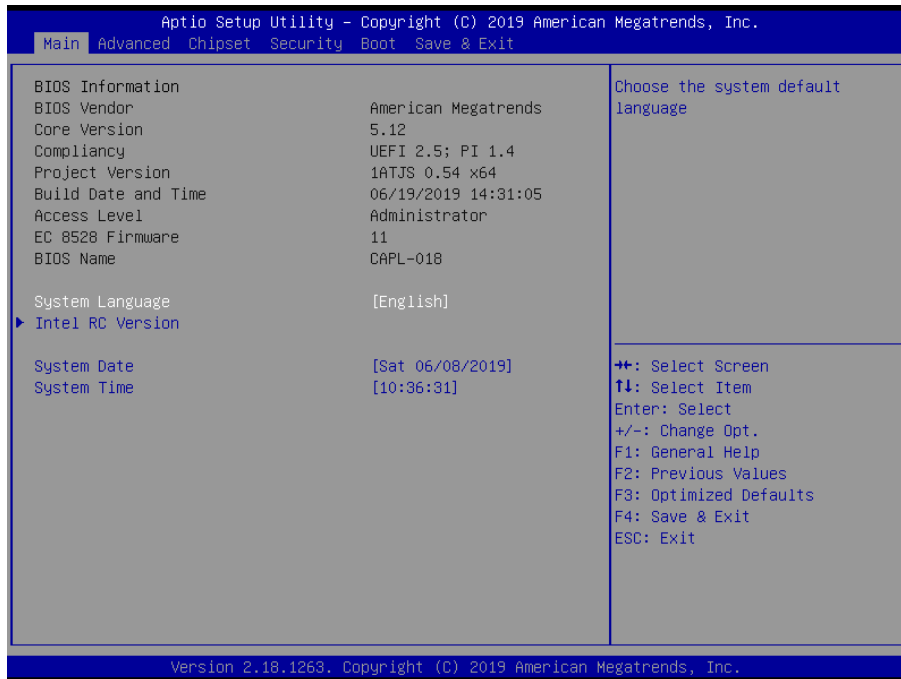 Aptio Setup Utility – Copyright (C) 2019 American Megatrends, Inc.
Main Advanced Chipset Security Boot Save & Exit
BIOS Information
BIOS Vendor American Megatrends
Core Version 5.12
Compliancy UEFI 2.5; PI 1.4
Project Version 1ATJS 0.54 x64
Build Date and Time 06/19/2019 14:31:05
Access Level Administrator
EC 8528 Firmware 11
BIOS Name CAPL-018
System Language [English]
Intel RC Version
System Date [Sat 06/08/2019]
System Time [10:36:31]
Choose the system default
language
→←: Select Screen
↑↓: Select Item
Enter: Select
+/-: Change Opt.
F1: General Help
F2: Previous Values
F3: Optimized Defaults
F4: Save & Exit
ESC: Exit
Version 2.18.1263. Copyright (C) 2019 American Megatrends, Inc.